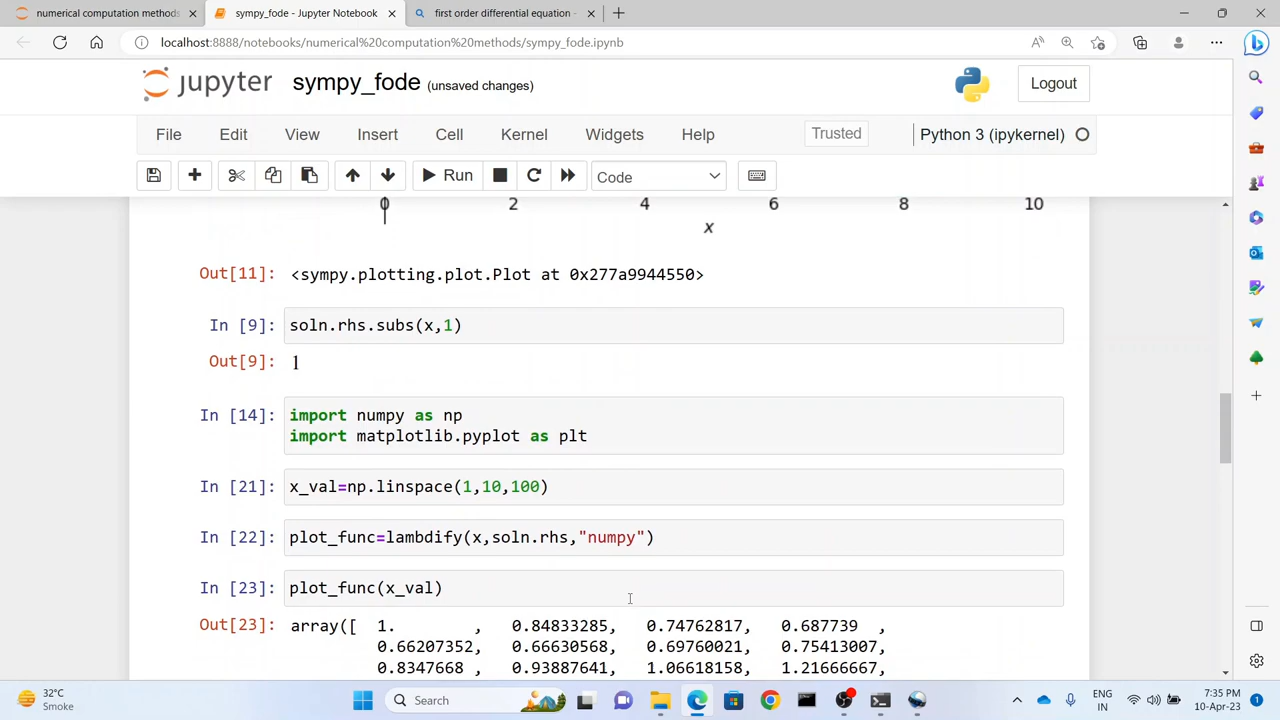 numerical computation methods
sympy_fode - Jupyter Notebook
first order differential equation -
localhost:8888/notebooks/numerical%20computation%20methods/sympy_fode.ipynb
jupyter sympy_fode (unsaved changes)
Logout
File Edit View Insert Cell Kernel Widgets Help
Trusted
Python 3 (ipykernel)
Run
Code
0 2 4 6 8 10
x
Out[11]: <sympy.plotting.plot.Plot at 0x277a9944550>
In [9]: soln.rhs.subs(x,1)
Out[9]: 1
In [14]: import numpy as np
import matplotlib.pyplot as plt
In [21]: x_val=np.linspace(1,10,100)
In [22]: plot_func=lambdify(x,soln.rhs,"numpy")
In [23]: plot_func(x_val)
Out[23]: array([ 1. , 0.84833285, 0.74762817, 0.687739 ,
0.66207352, 0.66630568, 0.69760021, 0.75413007,
0.8347668 , 0.93887641, 1.06618158, 1.21666667,
32°C
Smoke
Search
ENG
IN
7:35 PM
10-Apr-23
1